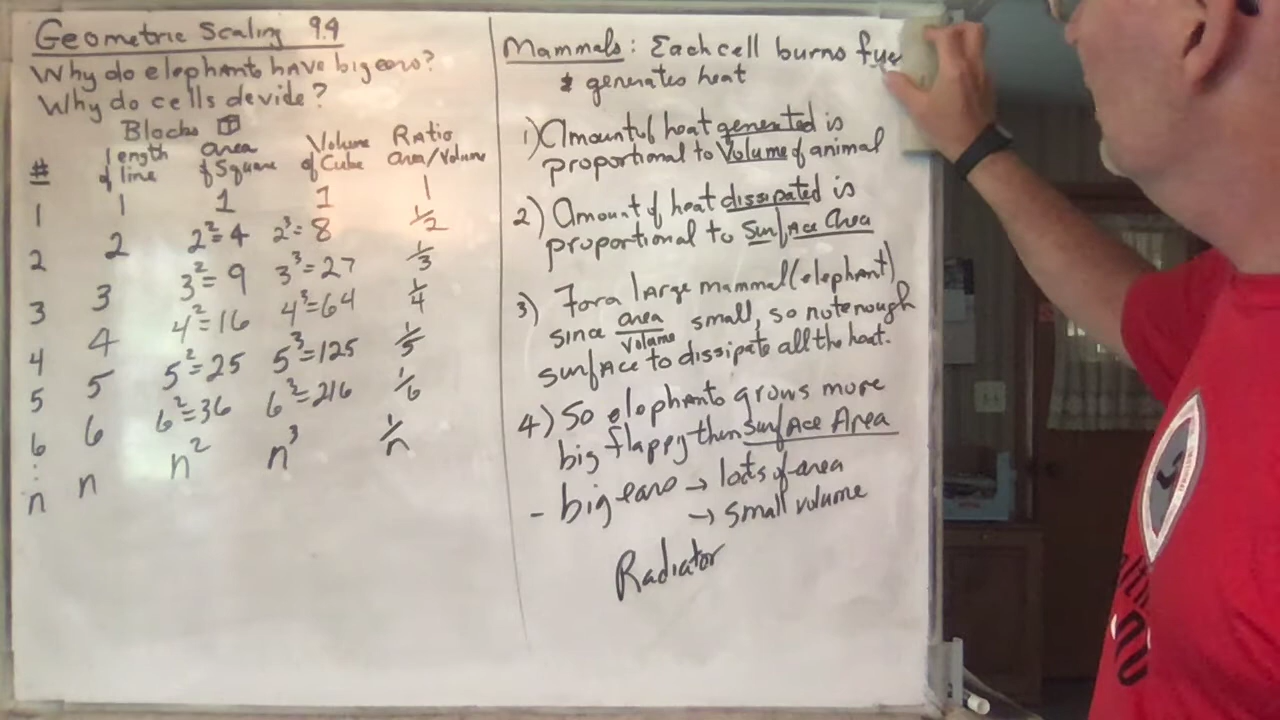 Geometric Scaling 9.4
Why do elephants have big ears?
Why do cells devide?
Blocks
# length of line area of Square Volume of Cube Ratio area/Volume
1 1 1 1 1
2 2 2²=4 2³=8 1/2
3 3 3²=9 3³=27 1/3
4 4 4²=16 4³=64 1/4
5 5 5²=25 5³=125 1/5
6 6 6²=36 6³=216 1/6
⋮
n n n² n³ 1/n
Mammals: Each cell burns fue
& generates heat
1) Amount of heat generated is
proportional to Volume of animal
2) Amount of heat dissipated is
proportional to Surface Area
3) For a large mammal (elephant)
since area/volume small, so not enough
surface to dissipate all the heat.
4) So elephants grows more
big flappy thin surface Area
- big ears → lots of area
→ small volume
Radiator